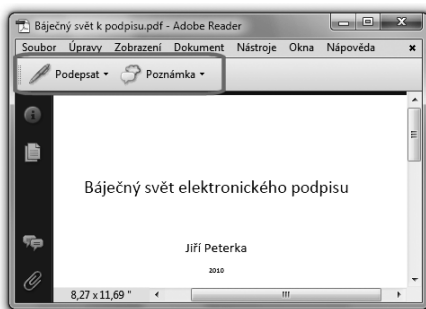 Báječný svět k podpisu.pdf - Adobe Reader
Soubor Úpravy Zobrazení Dokument Nástroje Okna Nápověda
Podepsat Poznámka
Báječný svět elektronického podpisu
Jiří Peterka
2010
8,27 x 11,69 "